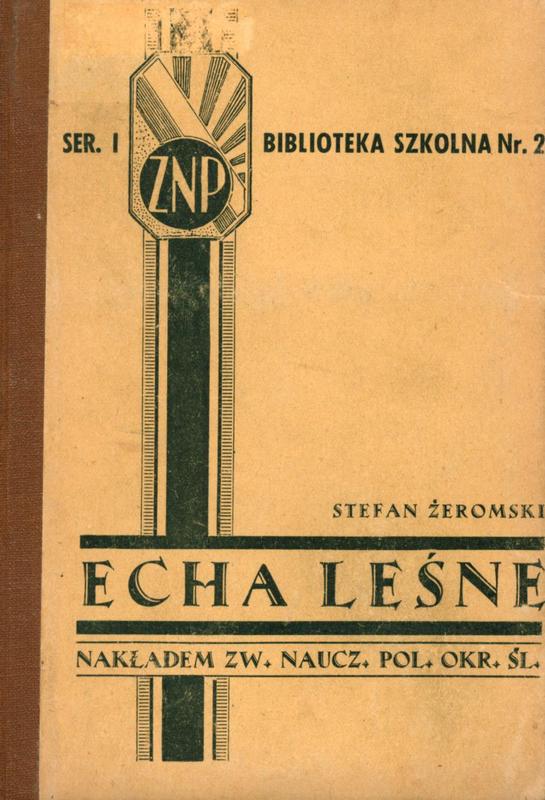 SER. I BIBLIOTEKA SZKOLNA Nr. 2
ZNP
STEFAN ŻEROMSKI
ECHA LEŚNE
NAKŁADEM ZW. NAUCZ. POL. OKR. ŚL.